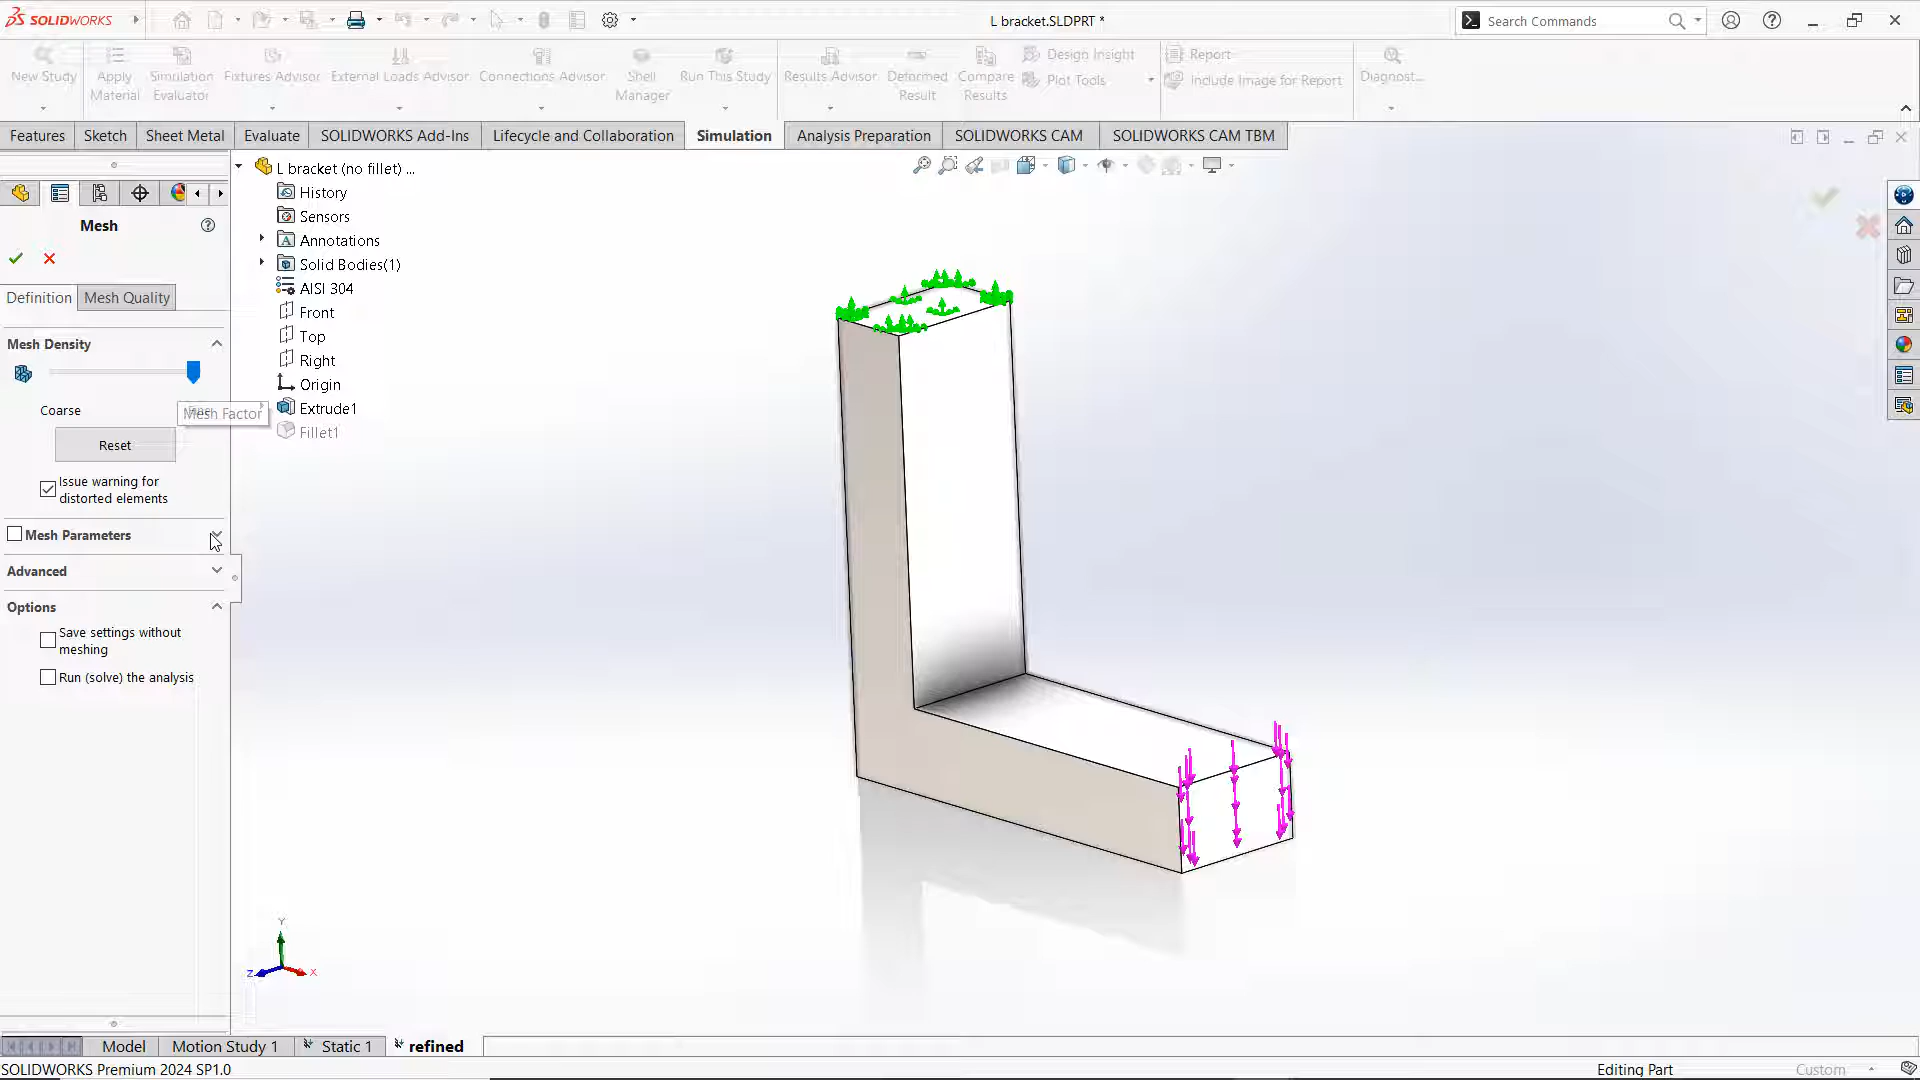 SOLIDWORKS
L bracket.SLDPRT *
Search Commands
New Study
Apply Material
Simulation Evaluator
Fixtures Advisor
External Loads Advisor
Connections Advisor
Shell Manager
Run This Study
Results Advisor
Deformed Result
Compare Results
Design Insight
Plot Tools
Report
Include Image for Report
Diagnost...
Features
Sketch
Sheet Metal
Evaluate
SOLIDWORKS Add-Ins
Lifecycle and Collaboration
Simulation
Analysis Preparation
SOLIDWORKS CAM
SOLIDWORKS CAM TBM
Mesh
Definition
Mesh Quality
Mesh Density
Coarse
Mesh Factor
Reset
Issue warning for
distorted elements
Mesh Parameters
Advanced
Options
Save settings without
meshing
Run (solve) the analysis
L bracket (no fillet) ...
History
Sensors
Annotations
Solid Bodies(1)
AISI 304
Front
Top
Right
Origin
Extrude1
Fillet1
Y
Z
X
Model
Motion Study 1
Static 1
refined
SOLIDWORKS Premium 2024 SP1.0
Editing Part
Custom